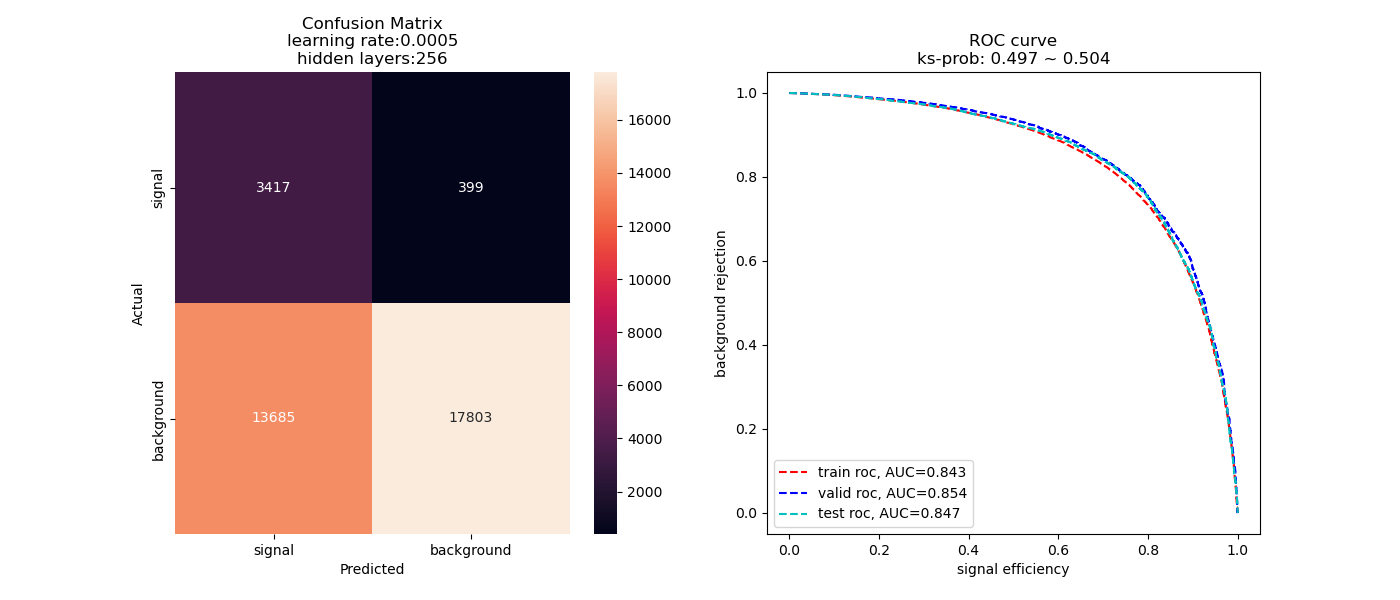 Confusion Matrix
learning rate:0.0005
hidden layers:256
signal
background
Actual
3417
399
13685
17803
signal
background
Predicted
16000
14000
12000
10000
8000
6000
4000
2000
ROC curve
ks-prob: 0.497 ~ 0.504
background rejection
1.0
0.8
0.6
0.4
0.2
0.0
train roc, AUC=0.843
valid roc, AUC=0.854
test roc, AUC=0.847
0.0
0.2
0.4
0.6
0.8
1.0
signal efficiency